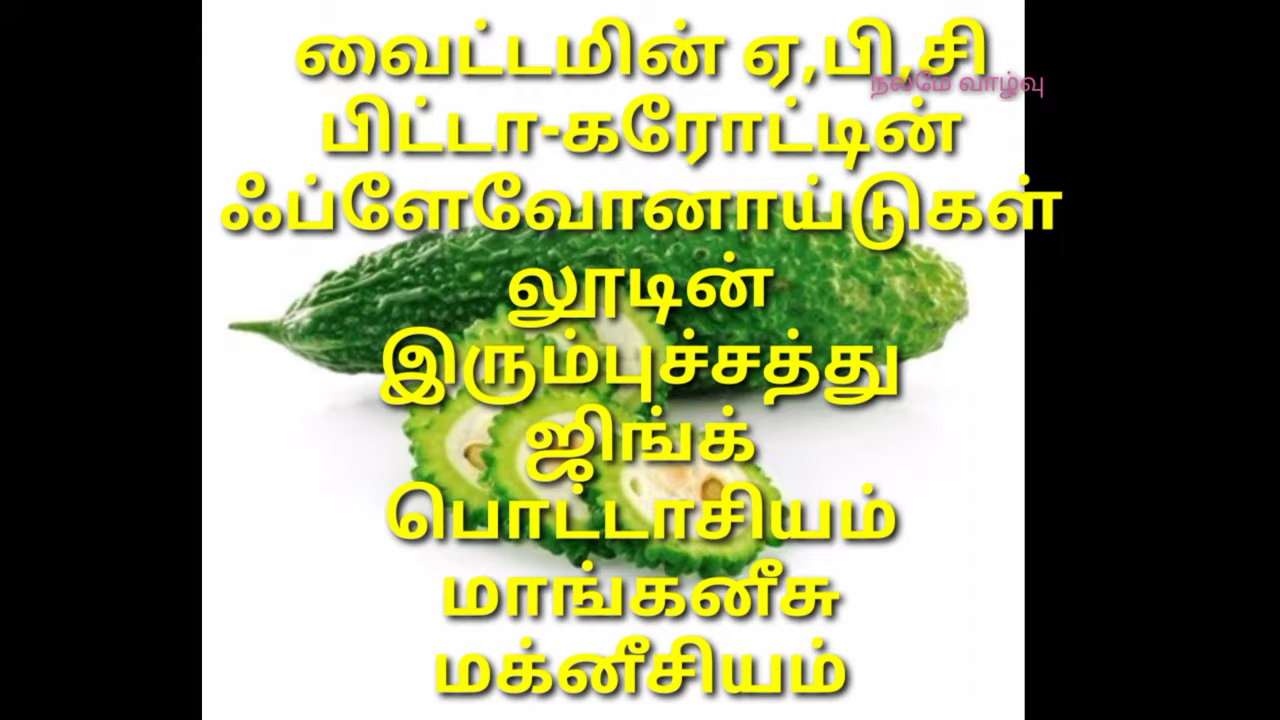 வைட்டமின் ஏ,பி,சி
நலமே வாழ்வு
பிட்டா-கரோட்டின்
ஃப்ளேவோனாய்டுகள்
லூடின்
இரும்புச்சத்து
ஜிங்க்
பொட்டாசியம்
மாங்கனீசு
மக்னீசியம்